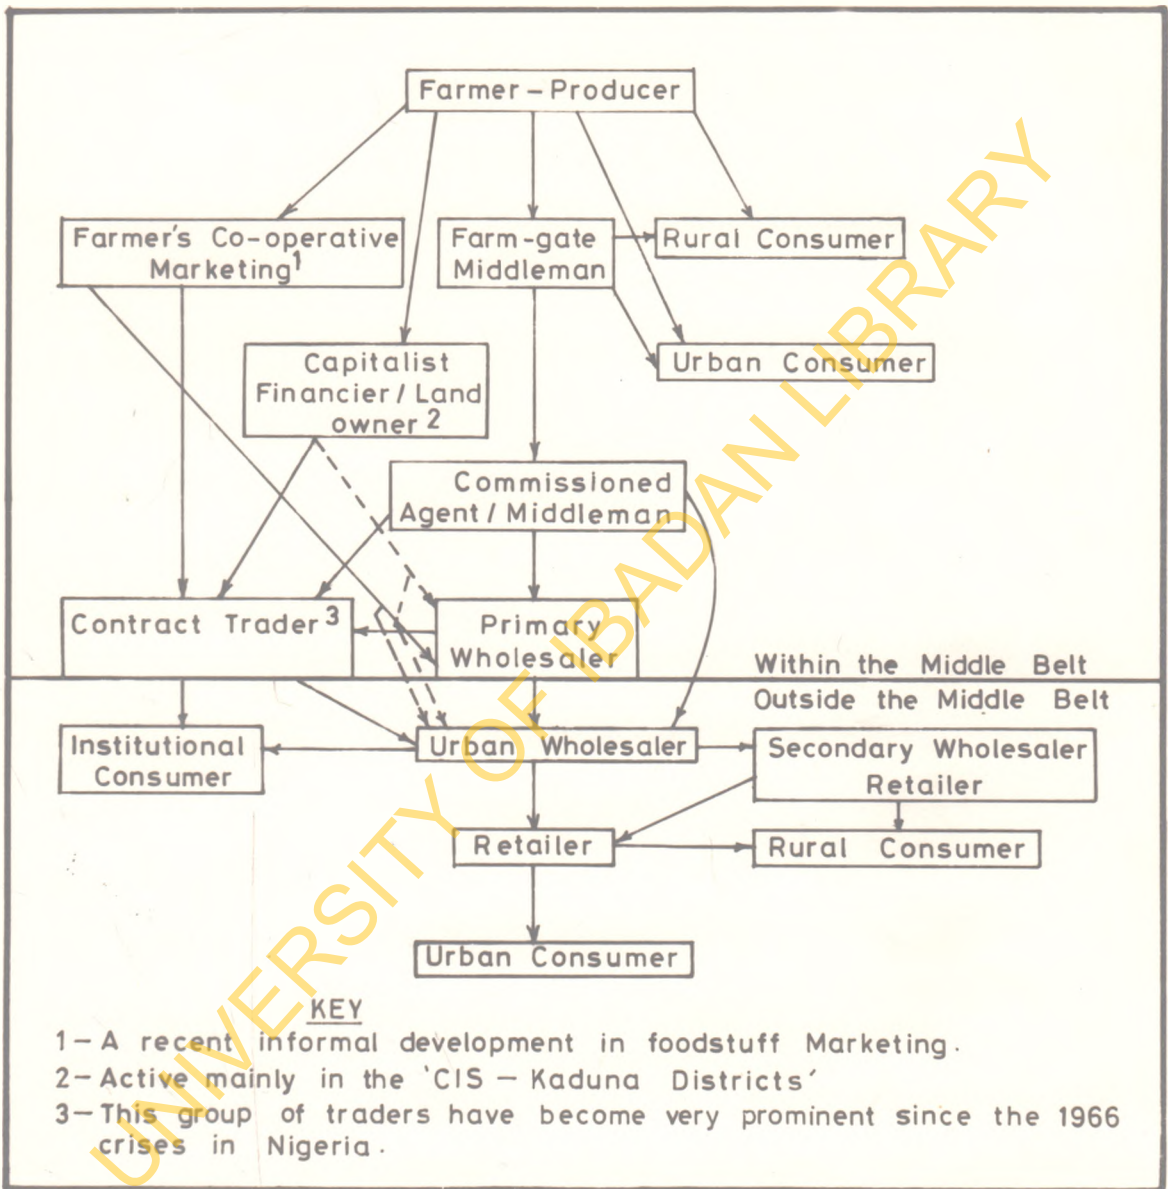 Farmer – Producer
Farmer's Co-operative
Marketing1
Farm-gate
Middleman
Rural Consumer
Urban Consumer
Capitalist
Financier / Land
owner 2
Commissioned
Agent / Middleman
Contract Trader 3
Primary
Wholesaler
Within the Middle Belt
Outside the Middle Belt
Institutional
Consumer
Urban Wholesaler
Secondary Wholesaler
Retailer
Retailer
Rural Consumer
Urban Consumer
KEY
1 – A recent informal development in foodstuff Marketing.
2 – Active mainly in the 'CIS – Kaduna Districts'
3 – This group of traders have become very prominent since the 1966
crises in Nigeria.
UNIVERSITY OF IBADAN LIBRARY